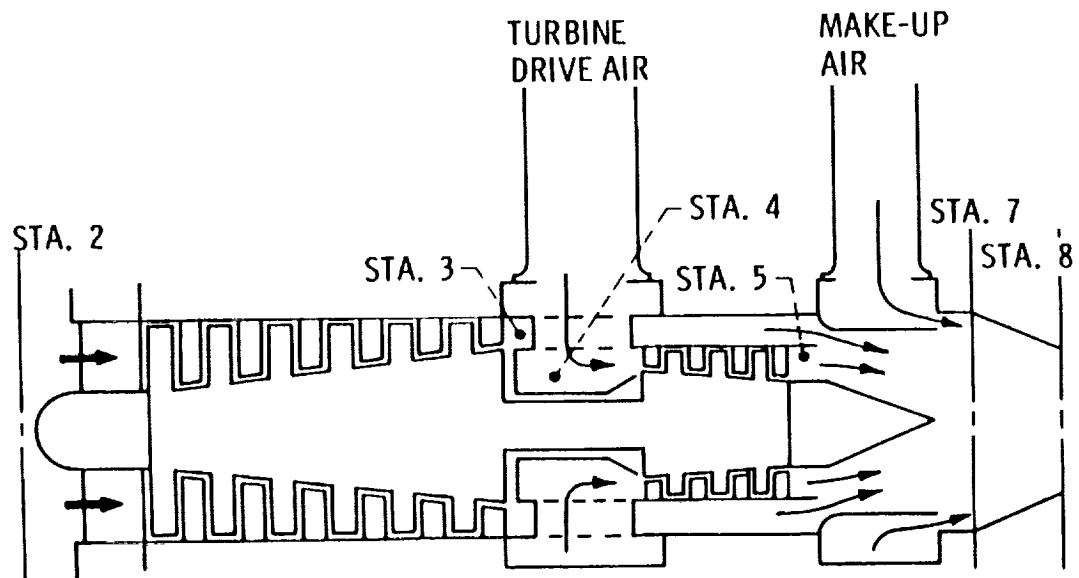 TURBINE
DRIVE AIR
MAKE-UP
AIR
STA. 4
STA. 7
STA. 2
STA. 3
STA. 5
STA. 8